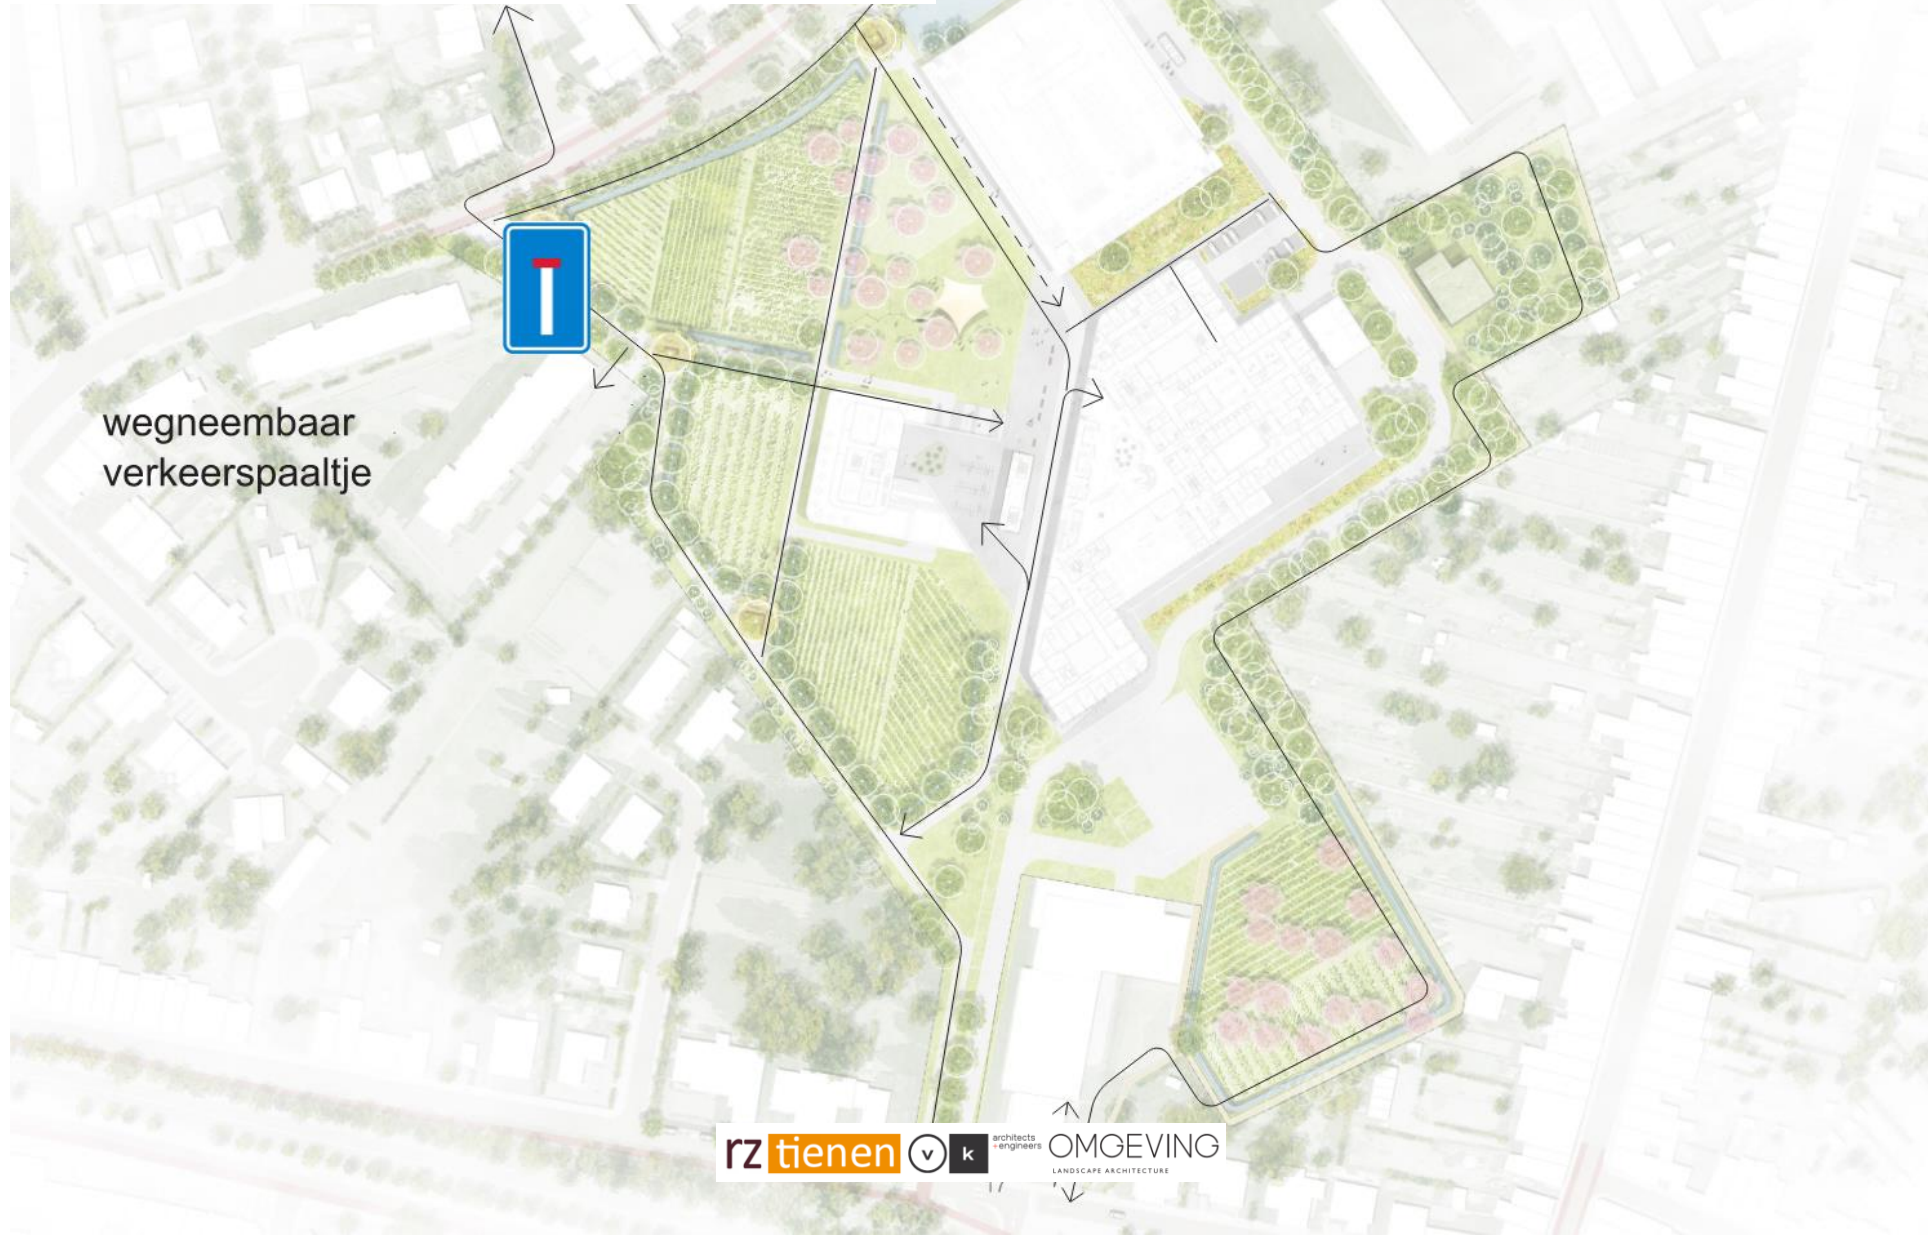 wegneembaar
verkeerspaaltje
rz tienen v k architects + engineers OMGEVING
LANDSCAPE ARCHITECTURE